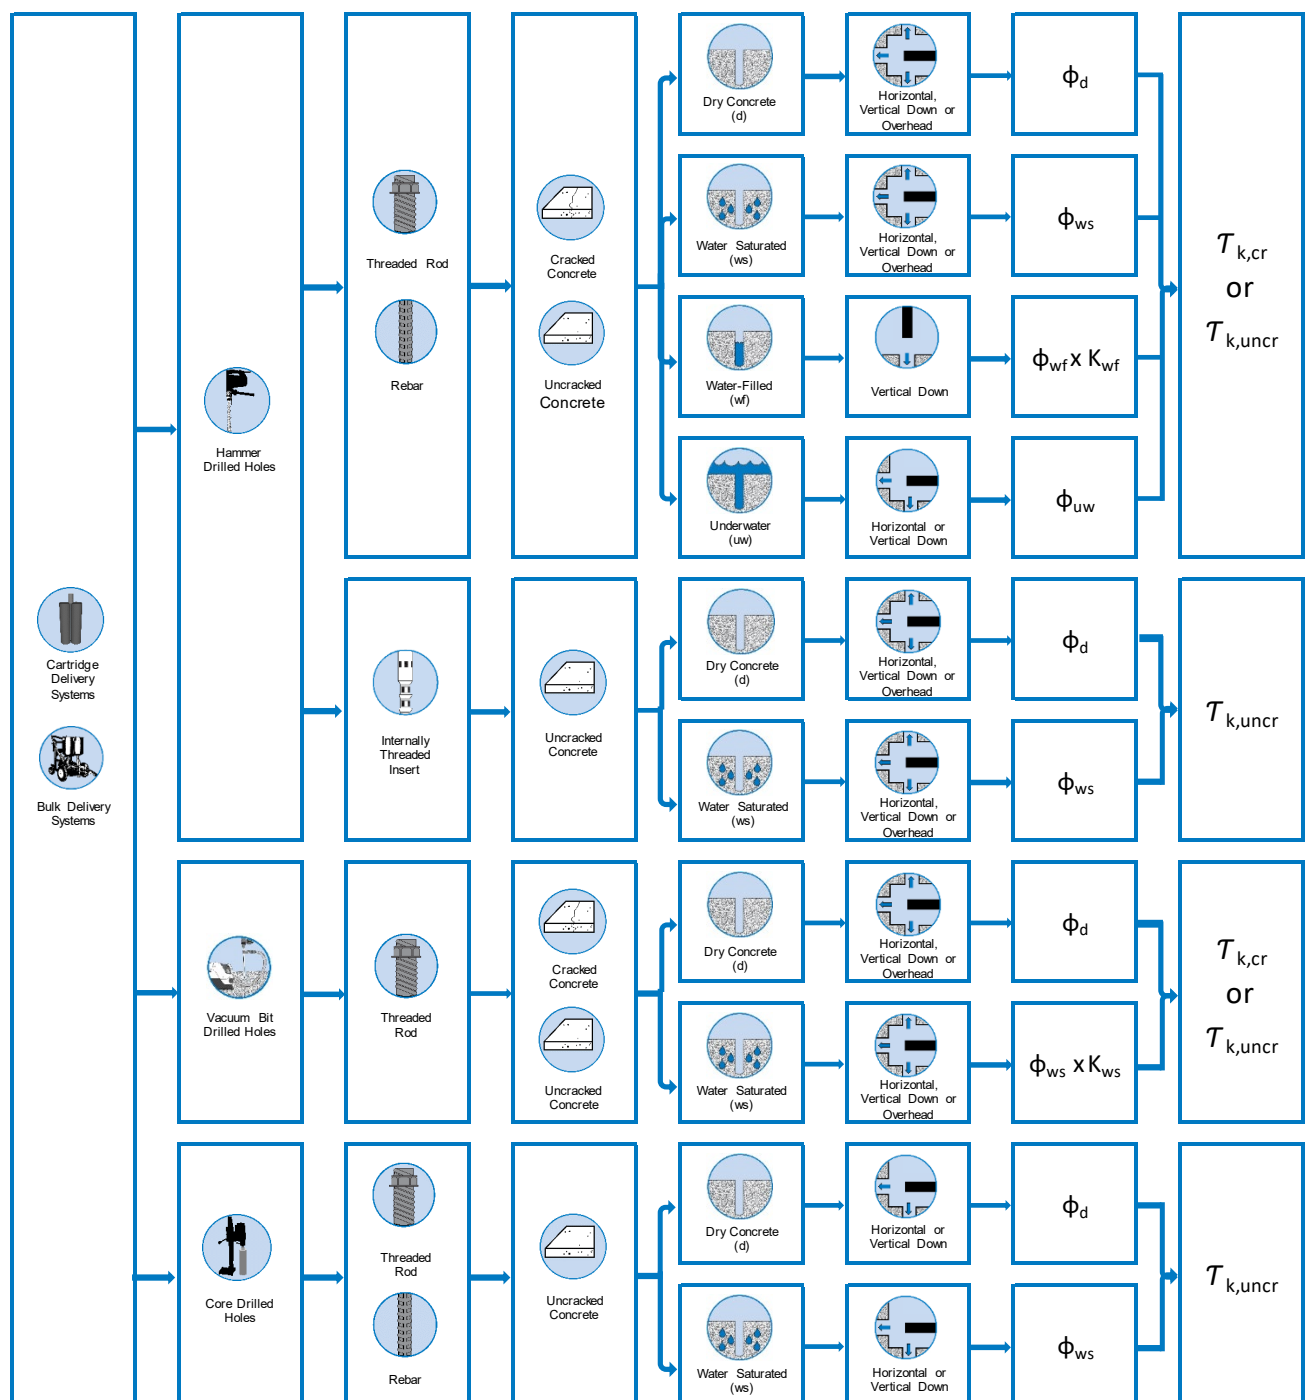 Cartridge
Delivery
Systems
Bulk Delivery
Systems
Hammer
Drilled Holes
Threaded Rod
Rebar
Cracked
Concrete
Uncracked
Concrete
Dry Concrete
(d)
Horizontal,
Vertical Down or
Overhead
ϕd
Water Saturated
(ws)
Horizontal,
Vertical Down or
Overhead
ϕws
Water-Filled
(wf)
Vertical Down
ϕwf x Kwf
Underwater
(uw)
Horizontal or
Vertical Down
ϕuw
τk,cr
or
τk,uncr
Internally
Threaded
Insert
Uncracked
Concrete
Dry Concrete
(d)
Horizontal,
Vertical Down or
Overhead
ϕd
Water Saturated
(ws)
Horizontal,
Vertical Down or
Overhead
ϕws
τk,uncr
Vacuum Bit
Drilled Holes
Threaded
Rod
Cracked
Concrete
Uncracked
Concrete
Dry Concrete
(d)
Horizontal,
Vertical Down or
Overhead
ϕd
Water Saturated
(ws)
Horizontal,
Vertical Down or
Overhead
ϕws x Kws
τk,cr
or
τk,uncr
Core Drilled
Holes
Threaded
Rod
Rebar
Uncracked
Concrete
Dry Concrete
(d)
Horizontal or
Vertical Down
ϕd
Water Saturated
(ws)
Horizontal or
Vertical Down
ϕws
τk,uncr